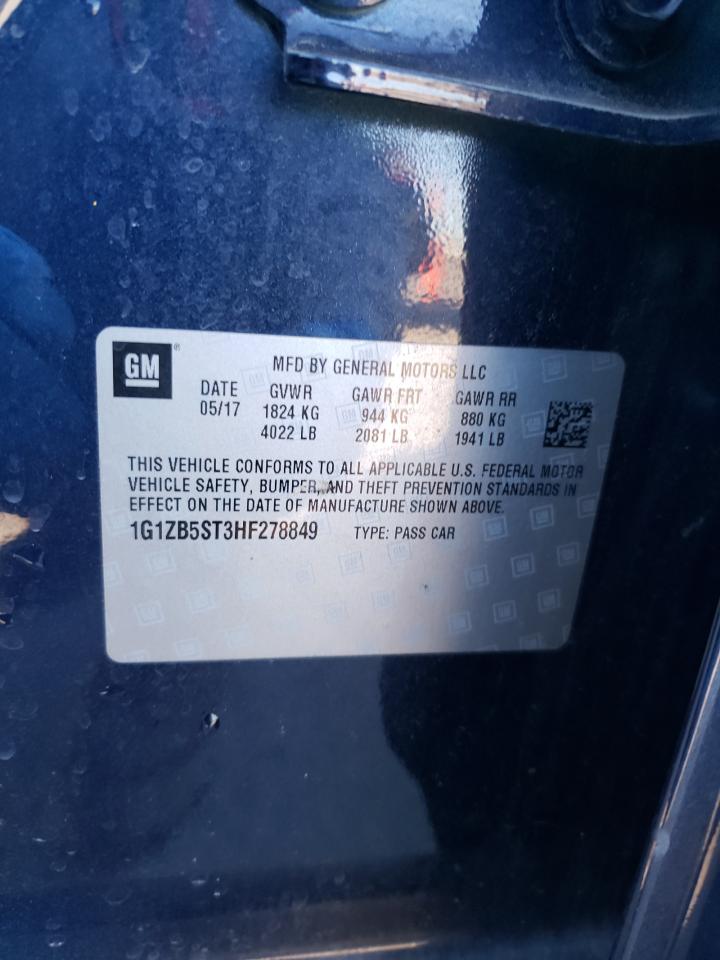 GM ®
MFD BY GENERAL MOTORS LLC
DATE GVWR GAWR FRT GAWR RR
05/17 1824 KG 944 KG 880 KG
4022 LB 2081 LB 1941 LB
THIS VEHICLE CONFORMS TO ALL APPLICABLE U.S. FEDERAL MOTOR
VEHICLE SAFETY, BUMPER, AND THEFT PREVENTION STANDARDS IN
EFFECT ON THE DATE OF MANUFACTURE SHOWN ABOVE.
1G1ZB5ST3HF278849 TYPE: PASS CAR